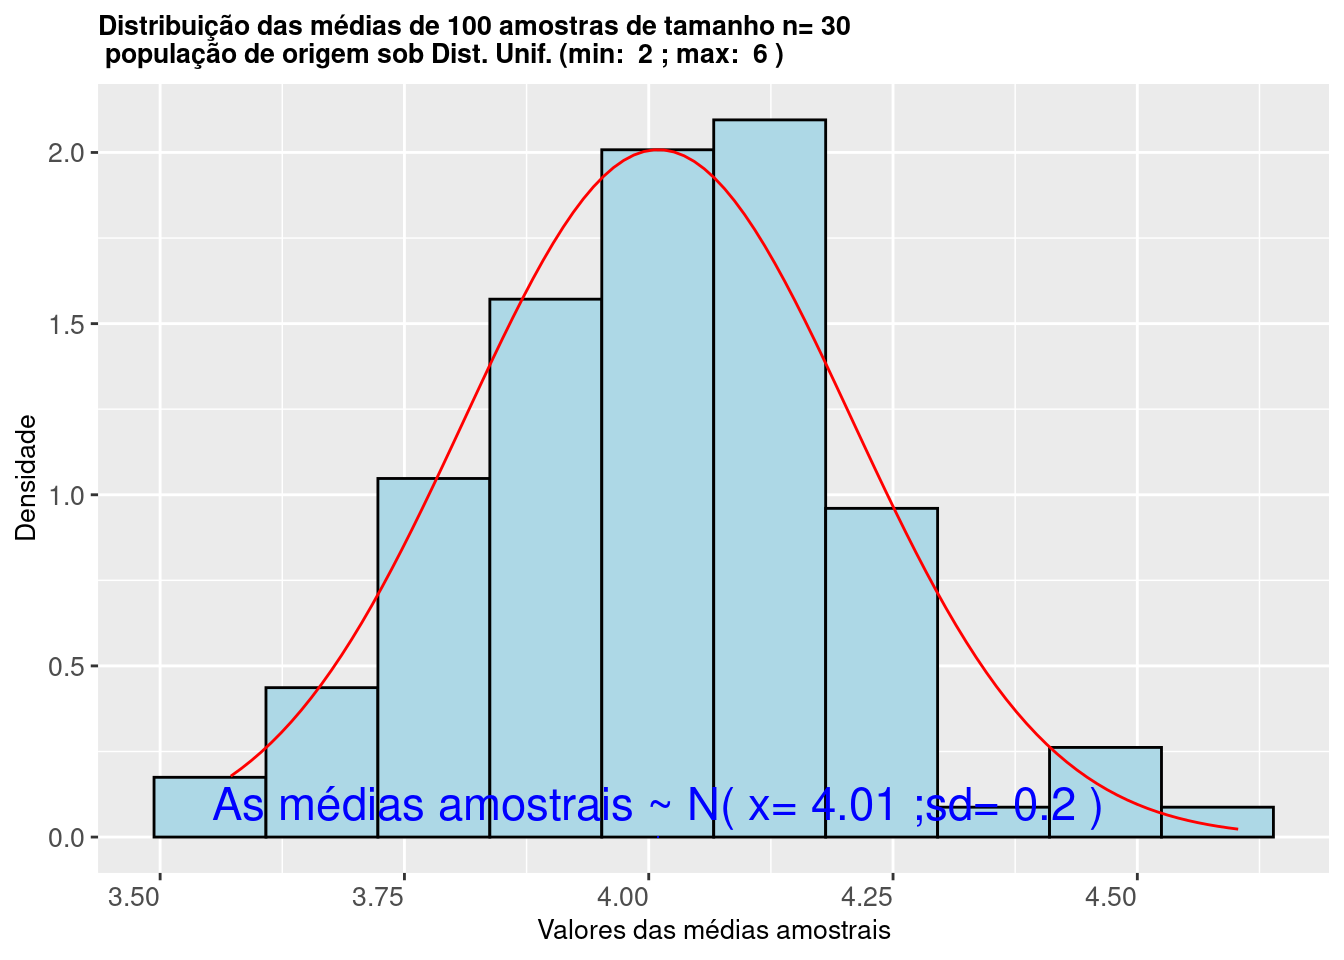 Distribuição das médias de 100 amostras de tamanho n= 30
população de origem sob Dist. Unif. (min:  2 ; max:  6 )
Densidade
2.0
1.5
1.0
0.5
0.0
As médias amostrais ~ N( x= 4.01 ;sd= 0.2 )
3.50 3.75 4.00 4.25 4.50
Valores das médias amostrais